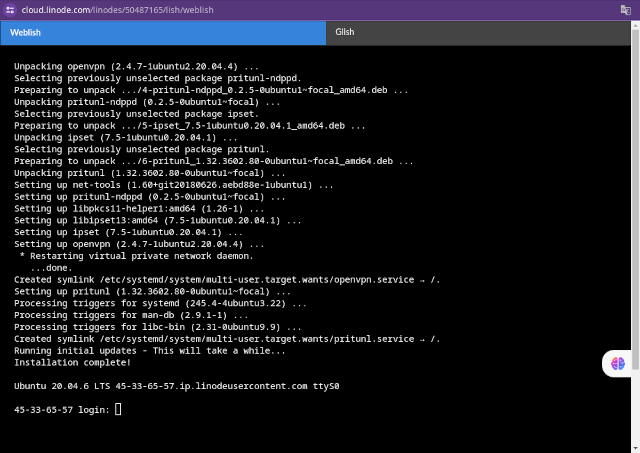 cloud.linode.com/linodes/50487165/lish/weblish
Weblish
Glish
Unpacking openvpn (2.4.7-1ubuntu2.20.04.4) ...
Selecting previously unselected package pritunl-ndppd.
Preparing to unpack .../4-pritunl-ndppd_0.2.5-0ubuntu1~focal_amd64.deb ...
Unpacking pritunl-ndppd (0.2.5-0ubuntu1~focal) ...
Selecting previously unselected package ipset.
Preparing to unpack .../5-ipset_7.5-1ubuntu0.20.04.1_amd64.deb ...
Unpacking ipset (7.5-1ubuntu0.20.04.1) ...
Selecting previously unselected package pritunl.
Preparing to unpack .../6-pritunl_1.32.3602.80-0ubuntu1~focal_amd64.deb ...
Unpacking pritunl (1.32.3602.80-0ubuntu1~focal) ...
Setting up net-tools (1.60+git20180626.aebd88e-1ubuntu1) ...
Setting up pritunl-ndppd (0.2.5-0ubuntu1~focal) ...
Setting up libpkcs11-helper1:amd64 (1.26-1) ...
Setting up libipset13:amd64 (7.5-1ubuntu0.20.04.1) ...
Setting up ipset (7.5-1ubuntu0.20.04.1) ...
Setting up openvpn (2.4.7-1ubuntu2.20.04.4) ...
 * Restarting virtual private network daemon.
   ...done.
Created symlink /etc/systemd/system/multi-user.target.wants/openvpn.service → /.
Setting up pritunl (1.32.3602.80-0ubuntu1~focal) ...
Processing triggers for systemd (245.4-4ubuntu3.22) ...
Processing triggers for man-db (2.9.1-1) ...
Processing triggers for libc-bin (2.31-0ubuntu9.9) ...
Created symlink /etc/systemd/system/multi-user.target.wants/pritunl.service → /.
Running initial updates - This will take a while...
Installation complete!
Ubuntu 20.04.6 LTS 45-33-65-57.ip.linodeusercontent.com ttyS0
45-33-65-57 login: